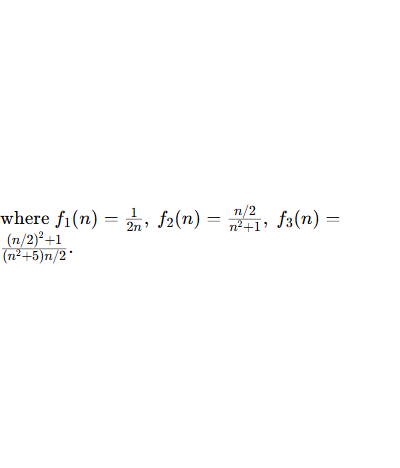 where $f_1(n) = \frac{1}{2n}$, $f_2(n) = \frac{n/2}{n^2+1}$, $f_3(n) =$
$\frac{(n/2)^2+1}{(n^2+5)n/2}$.